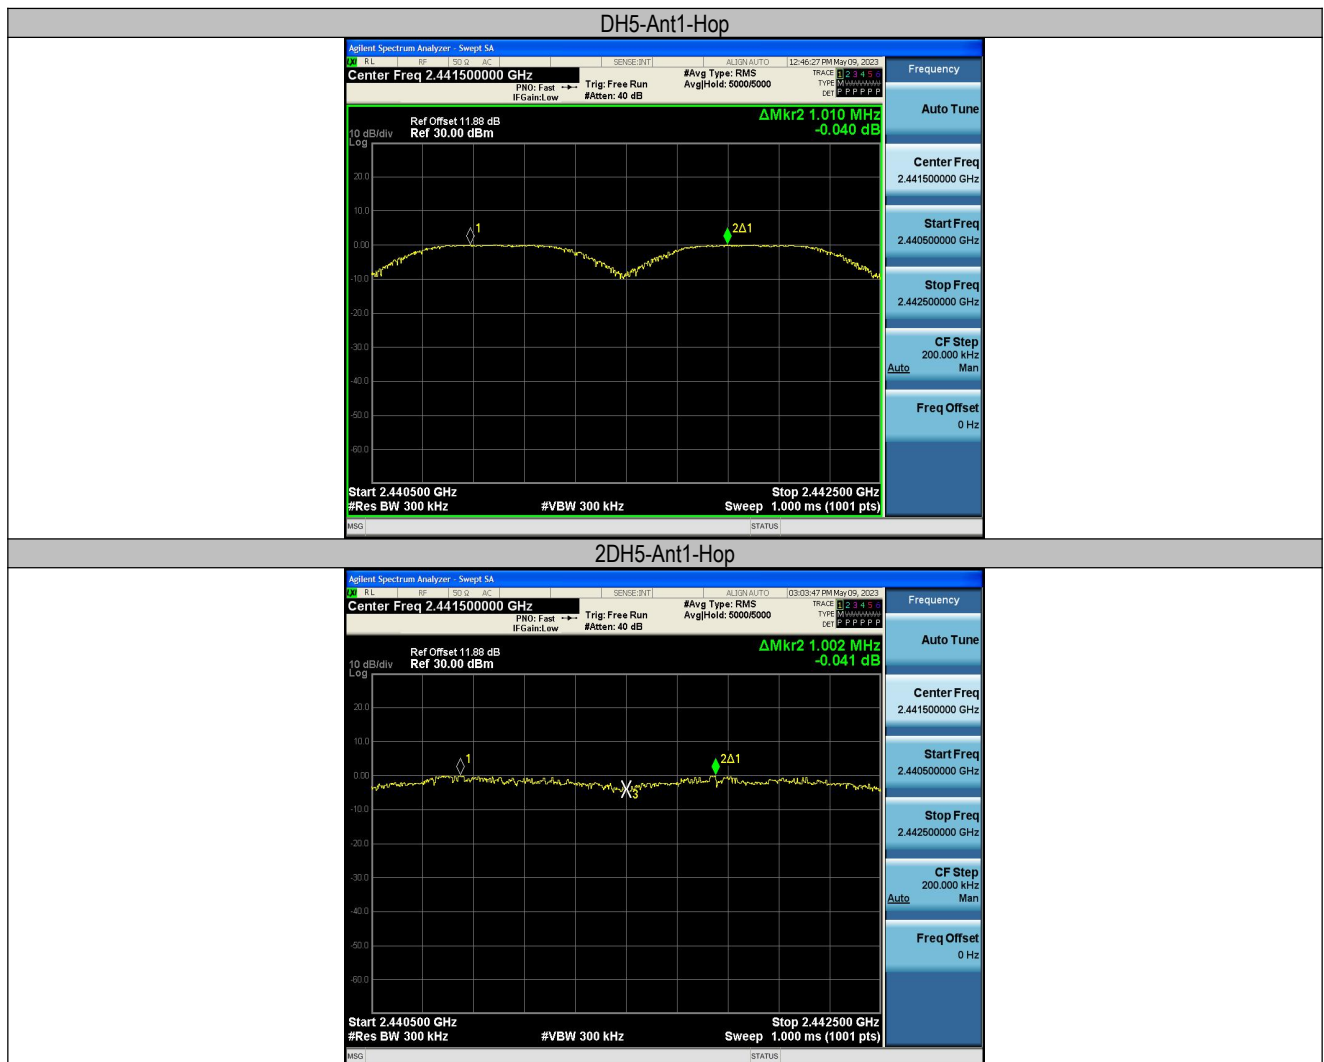 DH5-Ant1-Hop
Agilent Spectrum Analyzer - Swept SA
RL RF 50 Ω AC SENSE:INT ALIGN AUTO 12:46:27 PM May 09, 2023
Center Freq 2.441500000 GHz
PNO: Fast
IFGain:Low
Trig: Free Run
#Atten: 40 dB
#Avg Type: RMS
Avg|Hold: 5000/5000
TRACE 1 2 3 4 5 6
TYPE M
DET P P P P P P
ΔMkr2 1.010 MHz
-0.040 dB
Ref Offset 11.88 dB
10 dB/div Ref 30.00 dBm
Log
20.0
10.0
1
2Δ1
0.00
-10.0
-20.0
-30.0
-40.0
-50.0
-60.0
Start 2.440500 GHz Stop 2.442500 GHz
#Res BW 300 kHz #VBW 300 kHz Sweep 1.000 ms (1001 pts)
MSG STATUS
Frequency
Auto Tune
Center Freq
2.441500000 GHz
Start Freq
2.440500000 GHz
Stop Freq
2.442500000 GHz
CF Step
200.000 kHz
Auto Man
Freq Offset
0 Hz
2DH5-Ant1-Hop
Agilent Spectrum Analyzer - Swept SA
RL RF 50 Ω AC SENSE:INT ALIGN AUTO 03:03:47 PM May 09, 2023
Center Freq 2.441500000 GHz
PNO: Fast
IFGain:Low
Trig: Free Run
#Atten: 40 dB
#Avg Type: RMS
Avg|Hold: 5000/5000
TRACE 1 2 3 4 5 6
TYPE M
DET P P P P P P
ΔMkr2 1.002 MHz
-0.041 dB
Ref Offset 11.88 dB
10 dB/div Ref 30.00 dBm
Log
20.0
10.0
1
2Δ1
0.00
3
-10.0
-20.0
-30.0
-40.0
-50.0
-60.0
Start 2.440500 GHz Stop 2.442500 GHz
#Res BW 300 kHz #VBW 300 kHz Sweep 1.000 ms (1001 pts)
MSG STATUS
Frequency
Auto Tune
Center Freq
2.441500000 GHz
Start Freq
2.440500000 GHz
Stop Freq
2.442500000 GHz
CF Step
200.000 kHz
Auto Man
Freq Offset
0 Hz